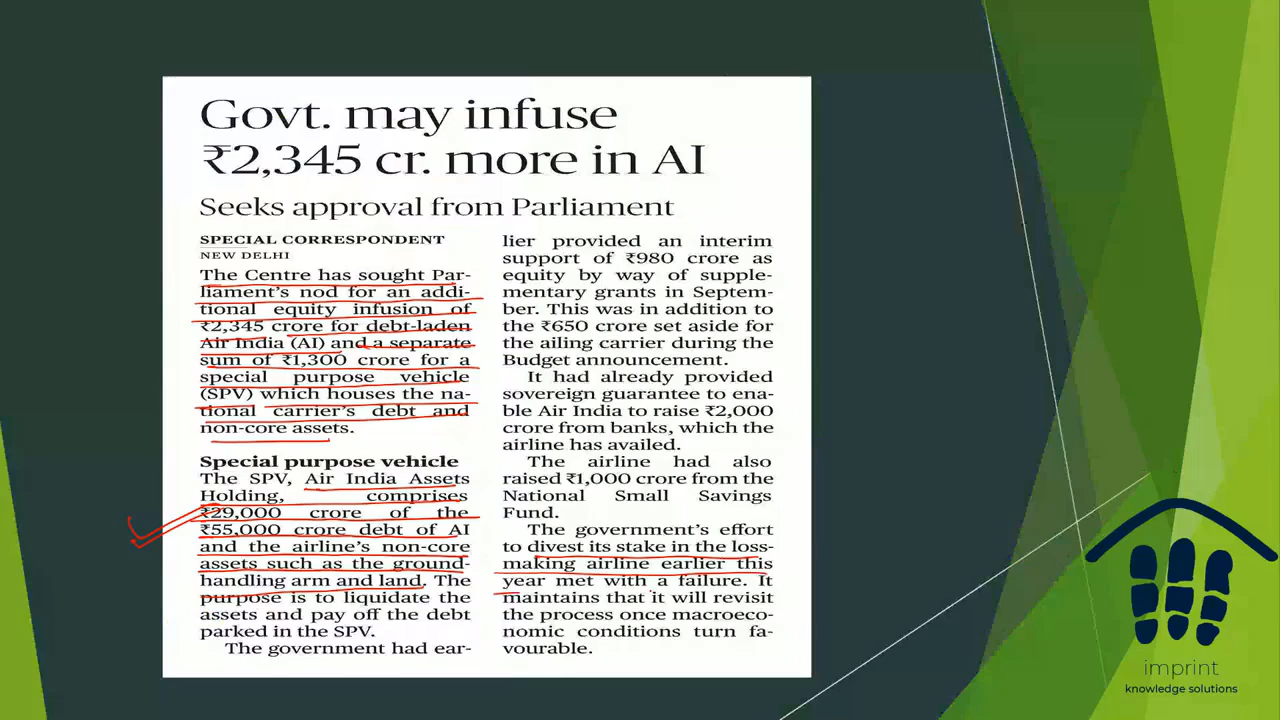 Govt. may infuse
₹2,345 cr. more in AI
Seeks approval from Parliament
SPECIAL CORRESPONDENT
NEW DELHI
The Centre has sought Par-
liament's nod for an addi-
tional equity infusion of
₹2,345 crore for debt-laden
Air India (AI) and a separate
sum of ₹1,300 crore for a
special purpose vehicle
(SPV) which houses the na-
tional carrier's debt and
non-core assets.
Special purpose vehicle
The SPV, Air India Assets
Holding, comprises
₹29,000 crore of the
₹55,000 crore debt of AI
and the airline's non-core
assets such as the ground-
handling arm and land. The
purpose is to liquidate the
assets and pay off the debt
parked in the SPV.
The government had ear-
lier provided an interim
support of ₹980 crore as
equity by way of supple-
mentary grants in Septem-
ber. This was in addition to
the ₹650 crore set aside for
the ailing carrier during the
Budget announcement.
It had already provided
sovereign guarantee to ena-
ble Air India to raise ₹2,000
crore from banks, which the
airline has availed.
The airline had also
raised ₹1,000 crore from the
National Small Savings
Fund.
The government's effort
to divest its stake in the loss-
making airline earlier this
year met with a failure. It
maintains that it will revisit
the process once macroeco-
nomic conditions turn fa-
vourable.
imprint
knowledge solutions